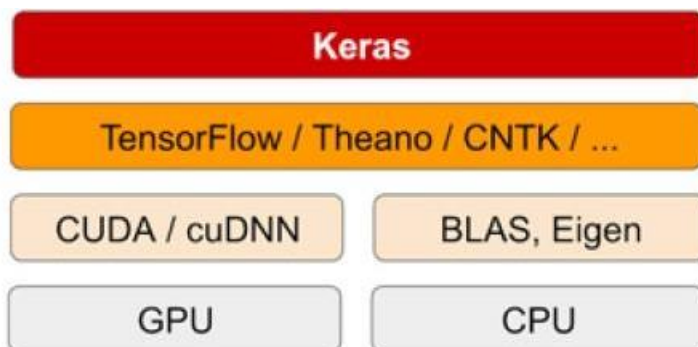 Keras
TensorFlow / Theano / CNTK / ...
CUDA / cuDNN
BLAS, Eigen
GPU
CPU